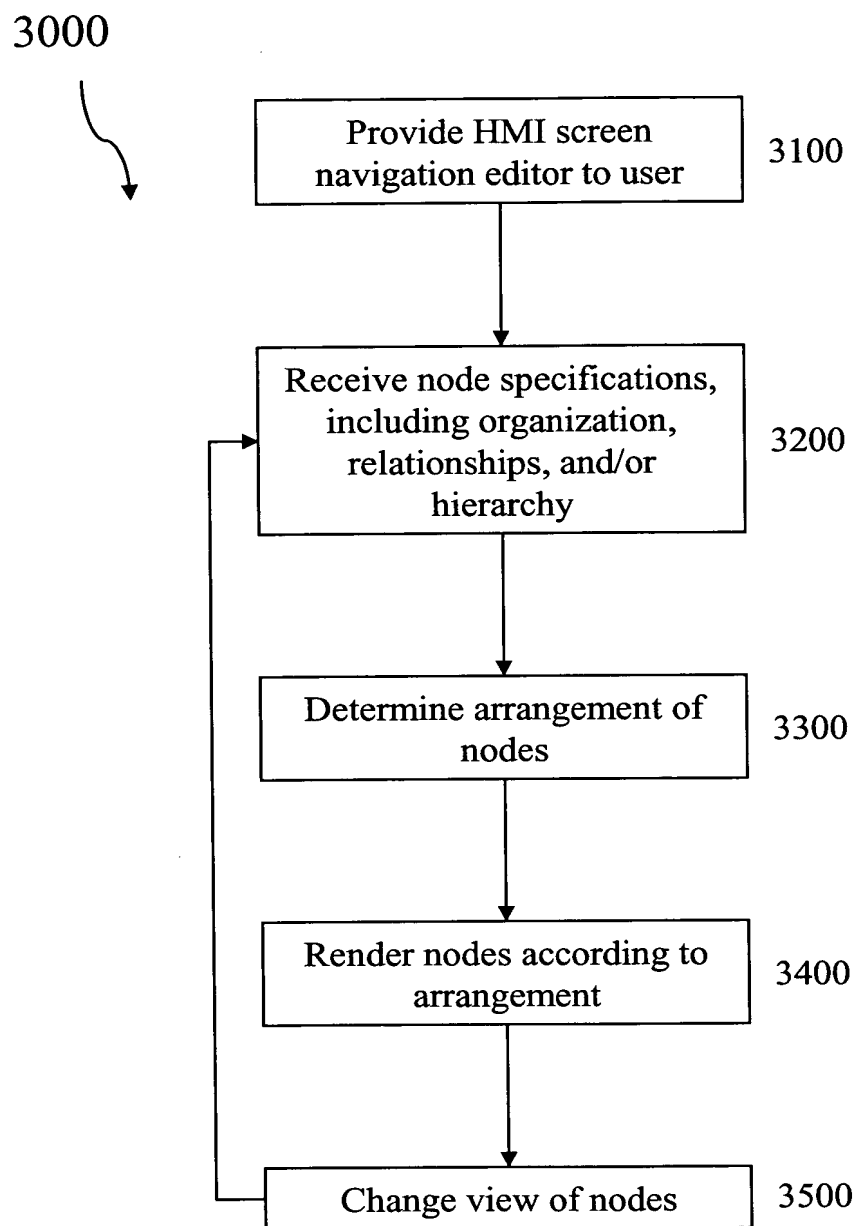 3000
Provide HMI screen
navigation editor to user
3100
Receive node specifications,
including organization,
relationships, and/or
hierarchy
3200
Determine arrangement of
nodes
3300
Render nodes according to
arrangement
3400
Change view of nodes
3500